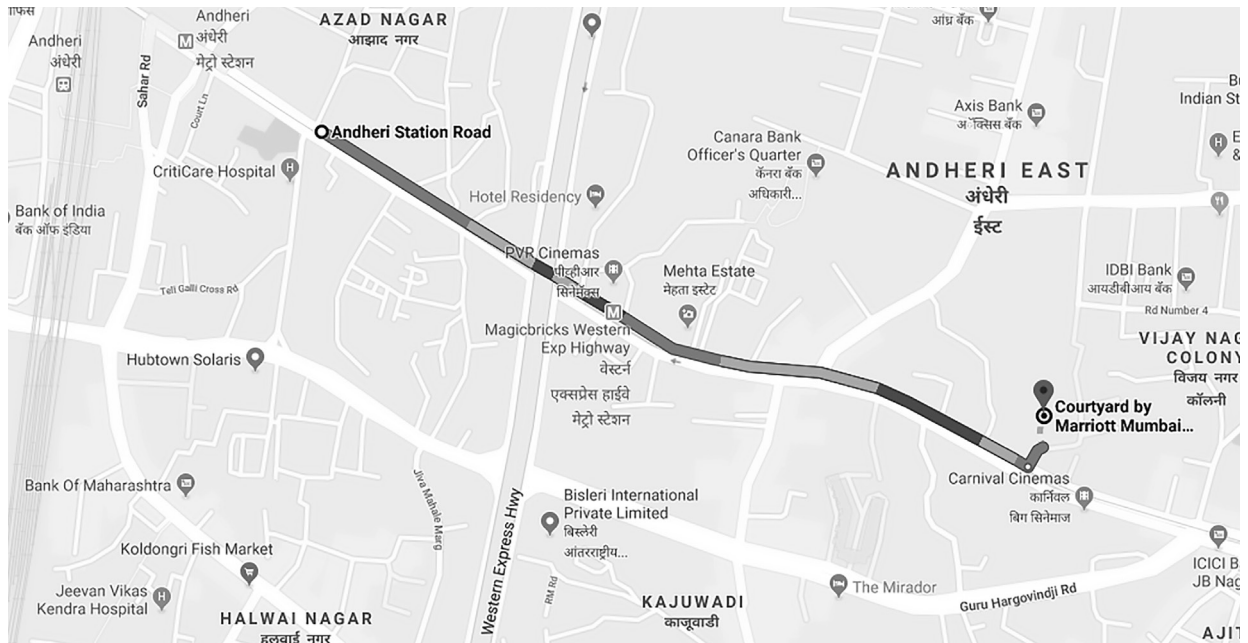 Andheri
अंधेरी
Sahar Rd
Andheri
अंधेरी
मेट्रो स्टेशन
Court Ln
AZAD NAGAR
आझाद नगर
Andheri Station Road
CritiCare Hospital
Bank of India
बॅक ऑफ इंडिया
Teli Galli Cross Rd
Hubtown Solaris
Hotel Residency
PVR Cinemas
पीव्हीआर
सिनेमॅक्स
Magicbricks Western
Exp Highway
वेस्टर्न
एक्सप्रेस हाईवे
मेट्रो स्टेशन
Mehta Estate
मेहता इस्टेट
Canara Bank
Officer's Quarter
कॅनरा बँक
अधिकारी...
आंध्र बँक
Axis Bank
अॅक्सिस बँक
ANDHERI EAST
अंधेरी
ईस्ट
Indian St
IDBI Bank
आयडीबीआय बँक
Rd Number 4
VIJAY NAG
COLONY
विजय नगर
कॉलनी
Courtyard by
Marriott Mumbai...
Carnival Cinemas
कार्निवल
बिग सिनेमाज
Bank Of Maharashtra
Koldongri Fish Market
Jeevan Vikas
Kendra Hospital
HALWAI NAGAR
हलवाई नगर
Jiva Mahale Marg
Western Express Hwy
Bisleri International
Private Limited
बिस्लेरी
आंतरराष्ट्रीय...
RM Rd
KAJUWADI
काजूवाडी
The Mirador
Guru Hargovindji Rd
ICICI B
JB Nag
AJIT